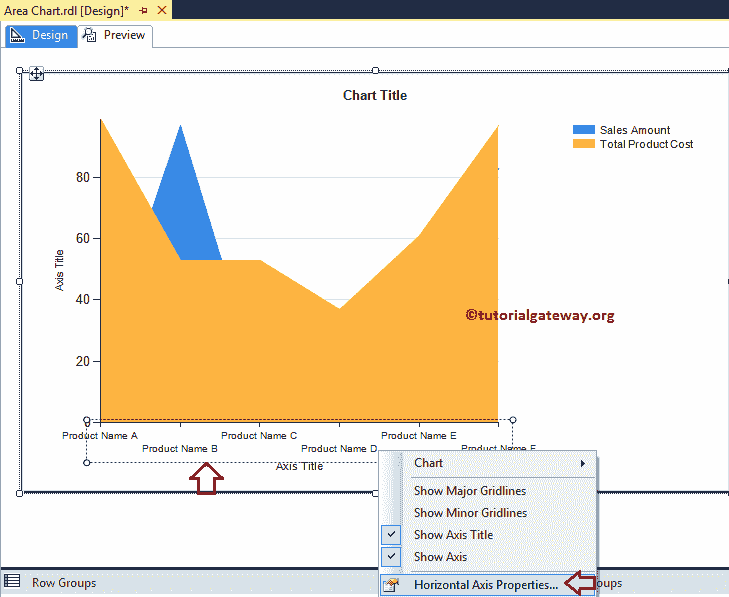 Area Chart.rdl [Design]*
Design Preview
Chart Title
Sales Amount
Total Product Cost
80
60
40
20
Axis Title
©tutorialgateway.org
Product Name A
Product Name B
Product Name C
Product Name D
Product Name E
Product Name F
Axis Title
Chart
Show Major Gridlines
Show Minor Gridlines
Show Axis Title
Show Axis
Horizontal Axis Properties...
Row Groups